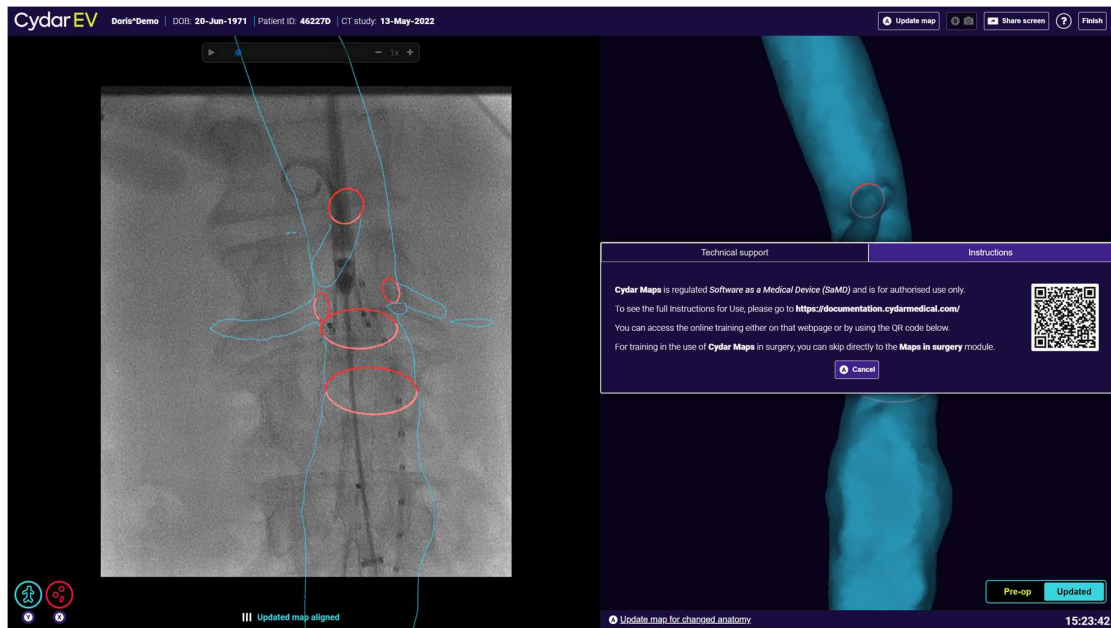 Cydar EV Doris^Demo | DOB: 20-Jun-1971 | Patient ID: 46227D | CT study: 13-May-2022 A Update map B Share screen ? Finish
1x
Technical support Instructions
Cydar Maps is regulated Software as a Medical Device (SaMD) and is for authorised use only.
To see the full Instructions for Use, please go to https://documentation.cydarmedical.com/
You can access the online training either on that webpage or by using the QR code below.
For training in the use of Cydar Maps in surgery, you can skip directly to the Maps in surgery module.
A Cancel
Pre-op Updated
Y X
Updated map aligned
A Update map for changed anatomy
15:23:42